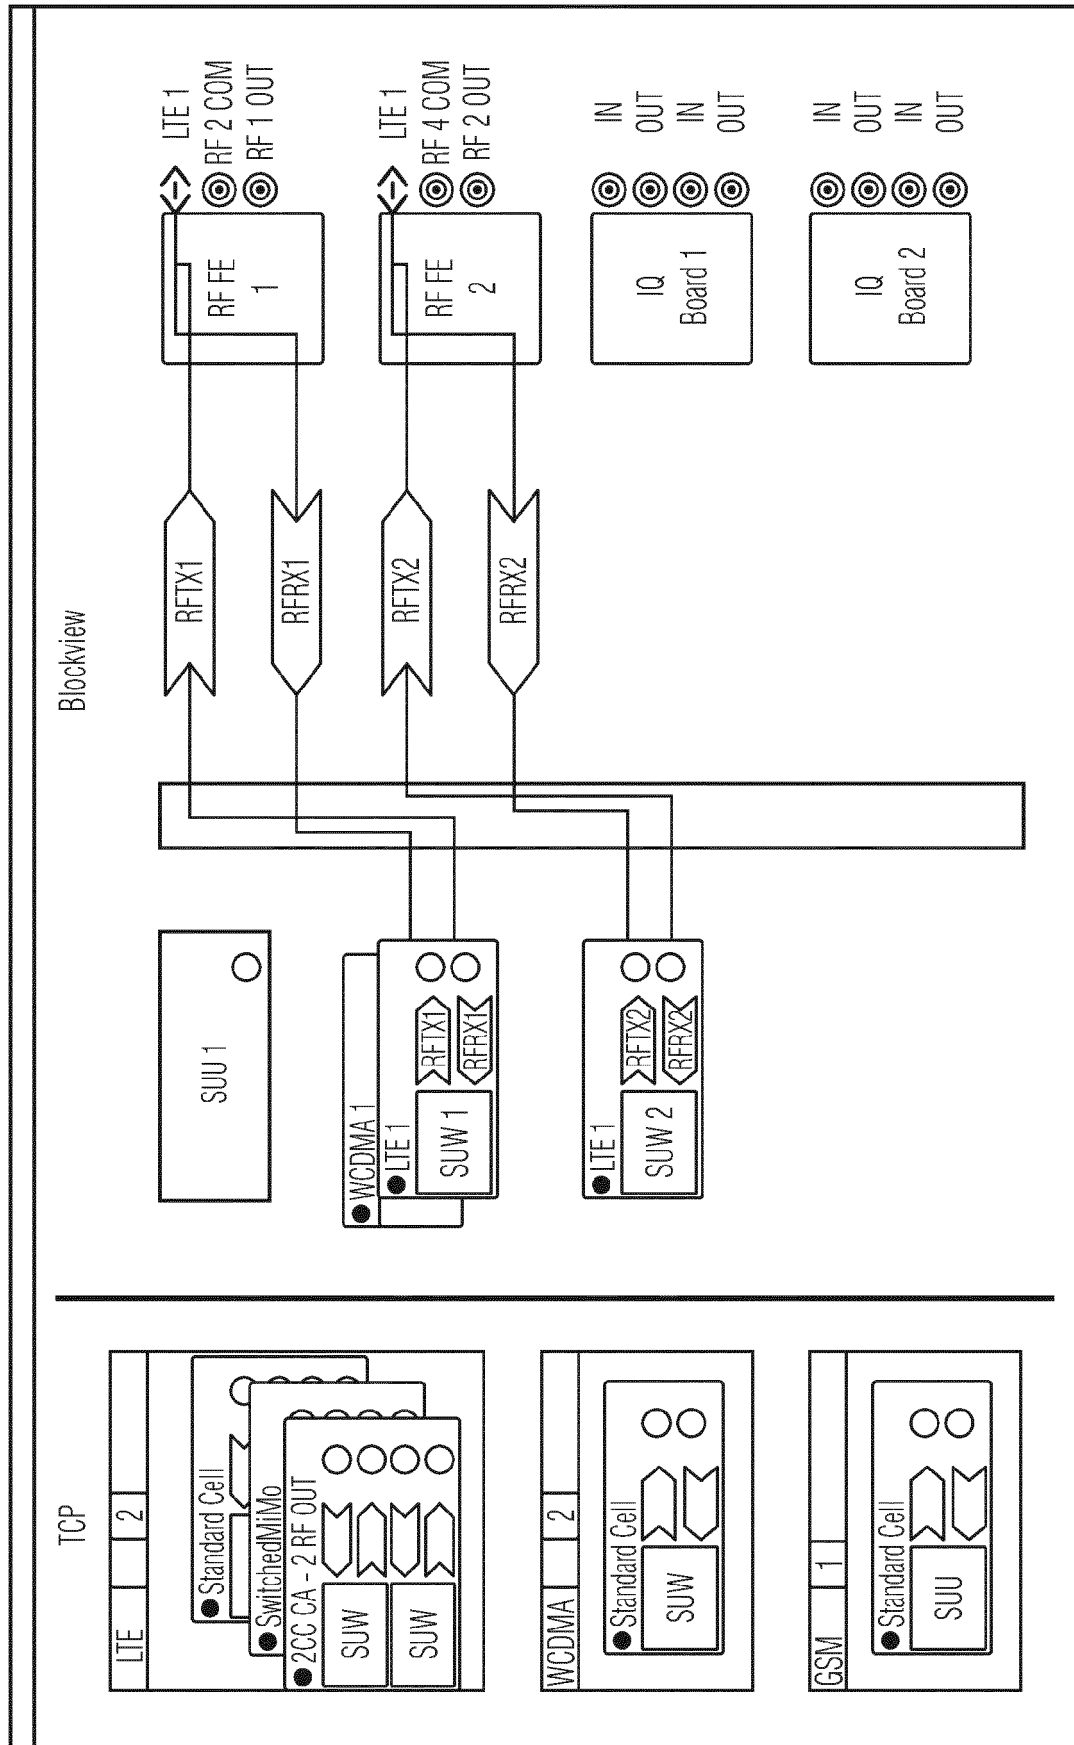 TCP
LTE
2
Standard Cell
SwitchedMiMo
2CC CA - 2 RF OUT
SUW
SUW
WCDMA
2
Standard Cell
SUW
GSM
1
Standard Cell
SUU
Blockview
SUU 1
WCDMA 1
LTE 1
SUW 1
RFTX1
RFRX1
LTE 1
SUW 2
RFTX2
RFRX2
RFTX1
RFRX1
RFTX2
RFRX2
RF FE
1
LTE 1
RF 2 COM
RF 1 OUT
RF FE
2
LTE 1
RF 4 COM
RF 2 OUT
IQ
Board 1
IN
OUT
IN
OUT
IQ
Board 2
IN
OUT
IN
OUT